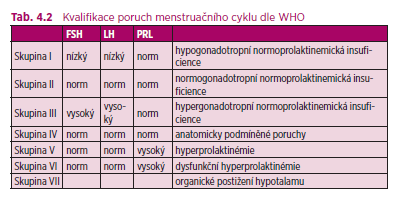 Tab. 4.2 Kvalifikace poruch menstruačního cyklu dle WHO
FSH LH PRL
Skupina I nízký nízký norm hypogonadotropní normoprolaktinemická insufi-
cience
Skupina II norm norm norm normogonadotropní normoprolaktinemická insu-
ficience
Skupina III vysoký vyso-
ký norm hypergonadotropní normoprolaktinemická insufi-
cience
Skupina IV norm norm norm anatomicky podmíněné poruchy
Skupina V norm norm vysoký hyperprolaktinémie
Skupina VI norm norm vysoký dysfunkční hyperprolaktinémie
Skupina VII organické postižení hypotalamu